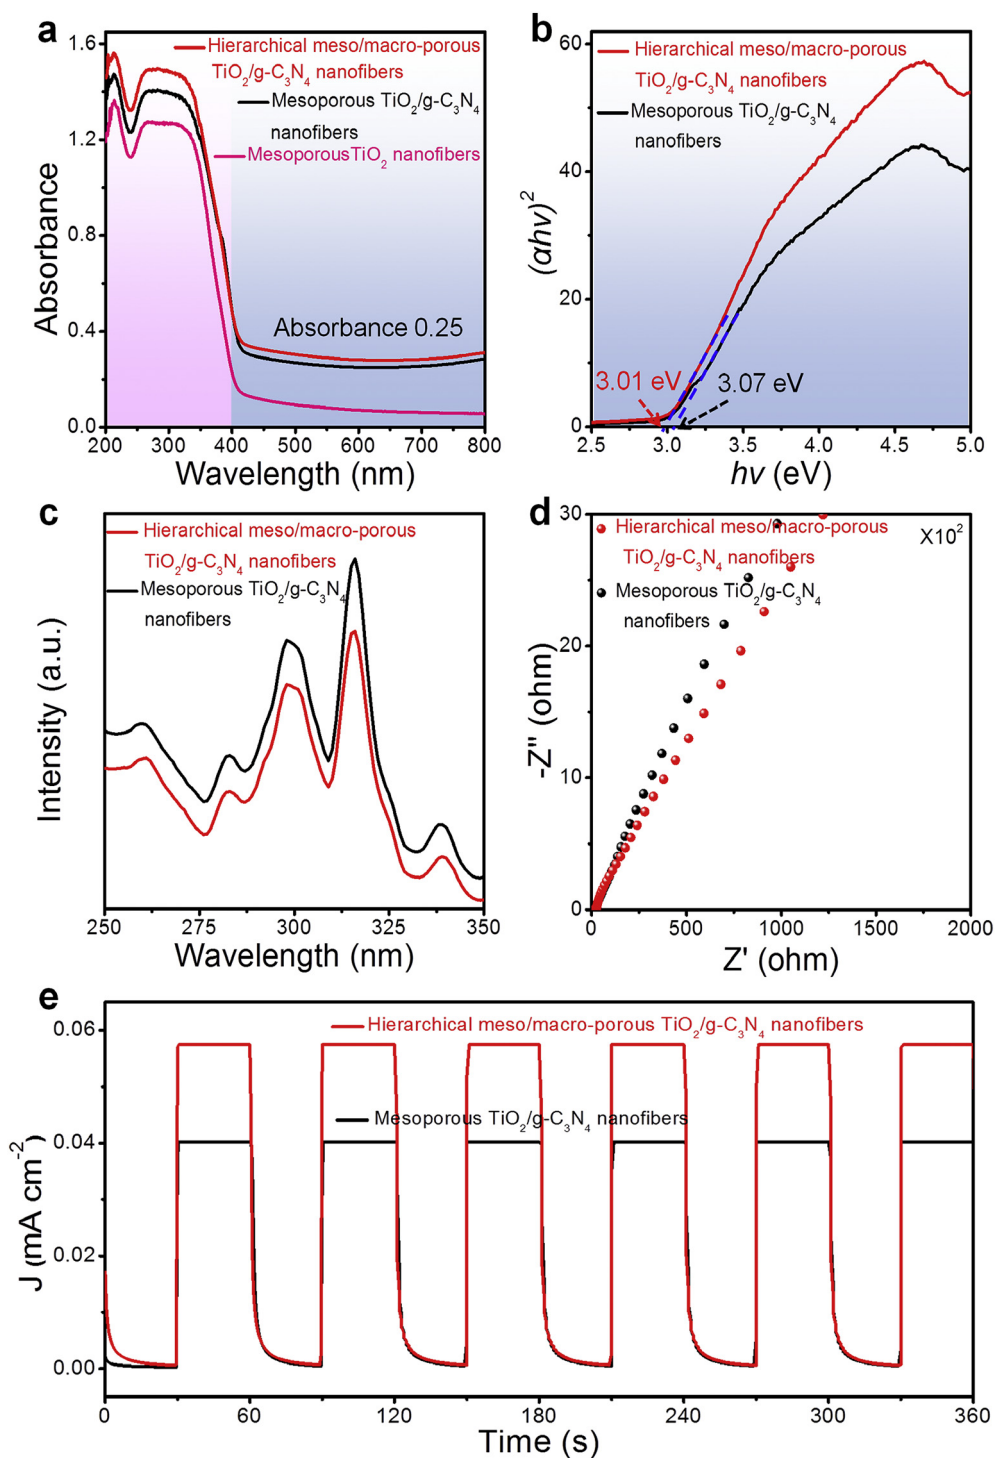 a
1.6
1.2
0.8
0.4
0.0
Absorbance
Hierarchical meso/macro-porous
TiO₂/g-C₃N₄ nanofibers
Mesoporous TiO₂/g-C₃N₄
nanofibers
MesoporousTiO₂ nanofibers
Absorbance 0.25
200 300 400 500 600 700 800
Wavelength (nm)
b
60
40
20
0
(αhv)²
Hierarchical meso/macro-porous
TiO₂/g-C₃N₄ nanofibers
Mesoporous TiO₂/g-C₃N₄
nanofibers
3.01 eV
3.07 eV
2.5 3.0 3.5 4.0 4.5 5.0
hv (eV)
c
Intensity (a.u.)
Hierarchical meso/macro-porous
TiO₂/g-C₃N₄ nanofibers
Mesoporous TiO₂/g-C₃N₄
nanofibers
250 275 300 325 350
Wavelength (nm)
d
30
20
10
0
-Z'' (ohm)
Hierarchical meso/macro-porous
TiO₂/g-C₃N₄ nanofibers
Mesoporous TiO₂/g-C₃N₄
nanofibers
X10²
0 500 1000 1500 2000
Z' (ohm)
e
0.06
0.04
0.02
0.00
J (mA cm⁻²)
Hierarchical meso/macro-porous TiO₂/g-C₃N₄ nanofibers
Mesoporous TiO₂/g-C₃N₄ nanofibers
0 60 120 180 240 300 360
Time (s)